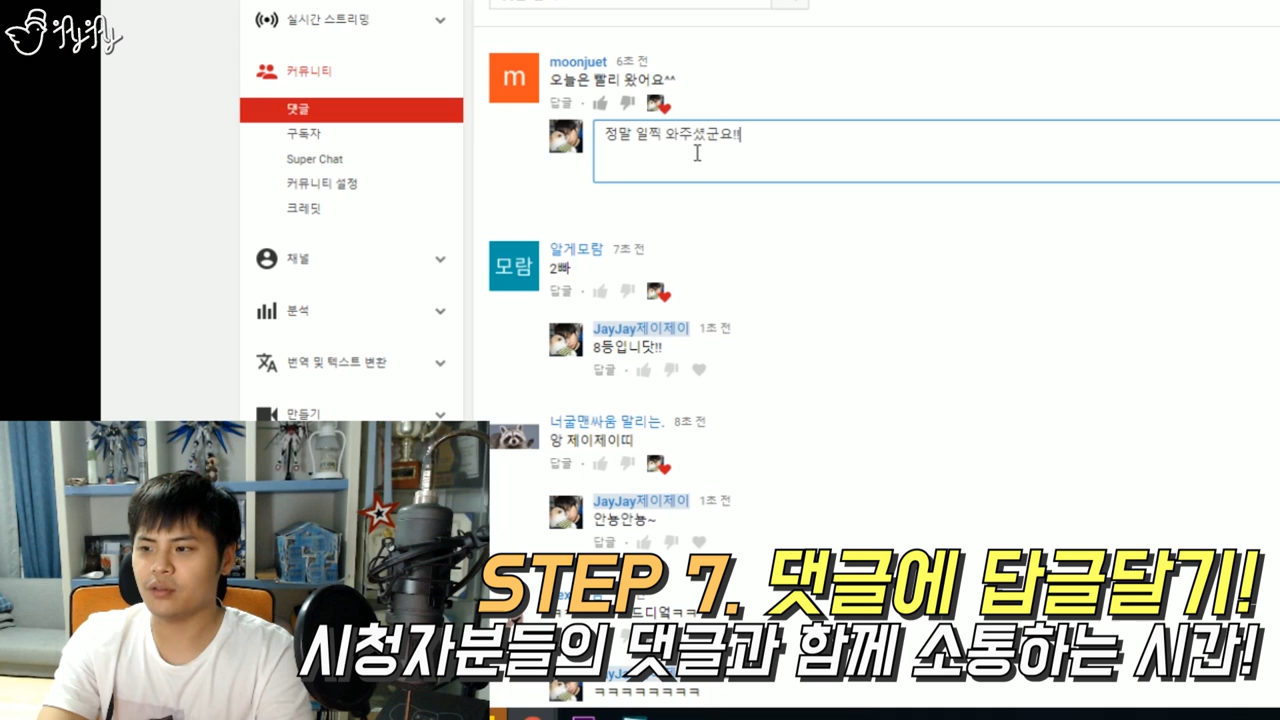 실시간 스트리밍
커뮤니티
댓글
구독자
Super Chat
커뮤니티 설정
크레딧
채널
분석
번역 및 텍스트 변환
만들기
m
moonjuet 6초 전
오늘은 빨리 왔어요^^
답글
정말 일찍 와주셨군요!!
모람
알게모람 7초 전
2빠
답글
JayJay제이제이 1초 전
8등입니닷!!
답글
너굴맨싸움 말리는. 8초 전
앙 제이제이띠
답글
JayJay제이제이 1초 전
안뇽안뇽~
답글
STEP 7. 댓글에 답글달기!
시청자분들의 댓글과 함께 소통하는 시간!
ㅋㅋㅋㅋㅋㅋㅋㅋ